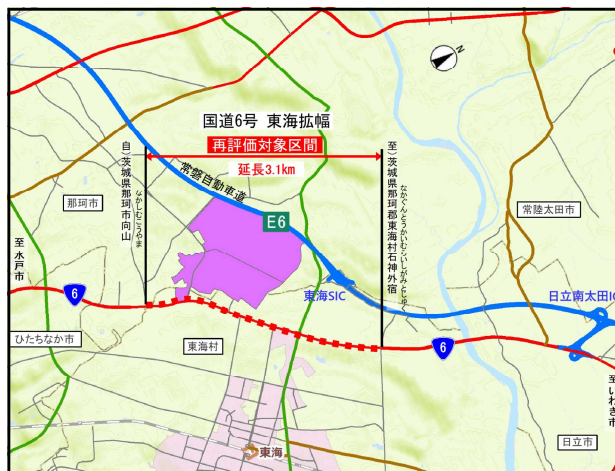 N
国道6号 東海拡幅
再評価対象区間
延長3.1km
自)茨城県那珂市向山
なかしむこうやま
至)茨城県那珂郡東海村石神外宿
なかぐんとうかいむらいしがみとじゅく
常磐自動車道
E6
那珂市
常陸太田市
至 水戸市
6
東海SIC
日立南太田IC
ひたちなか市
東海村
6
至 いわき市
東海
日立市